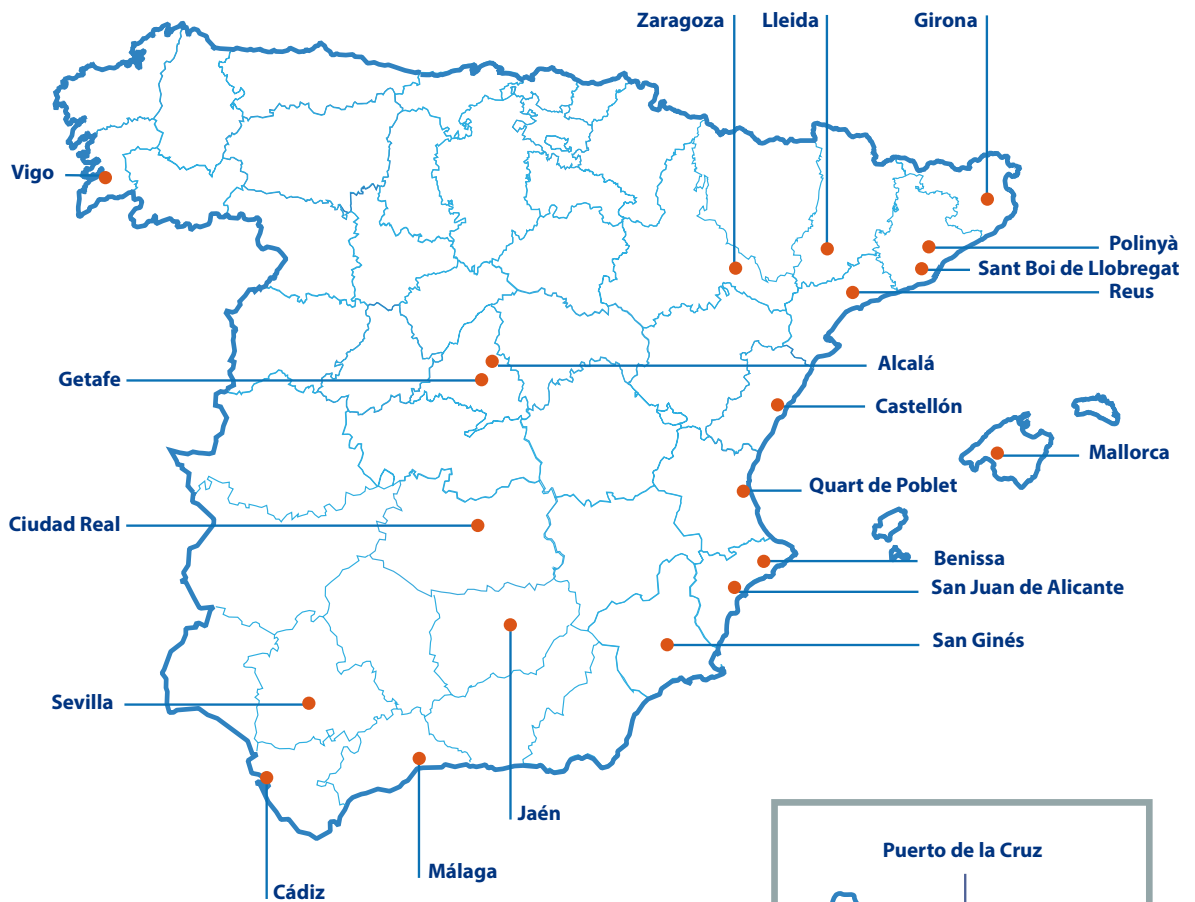 Zaragoza
Lleida
Girona
Vigo
Polinyà
Sant Boi de Llobregat
Reus
Alcalá
Getafe
Castellón
Mallorca
Quart de Poblet
Ciudad Real
Benissa
San Juan de Alicante
San Ginés
Sevilla
Jaén
Puerto de la Cruz
Málaga
Cádiz